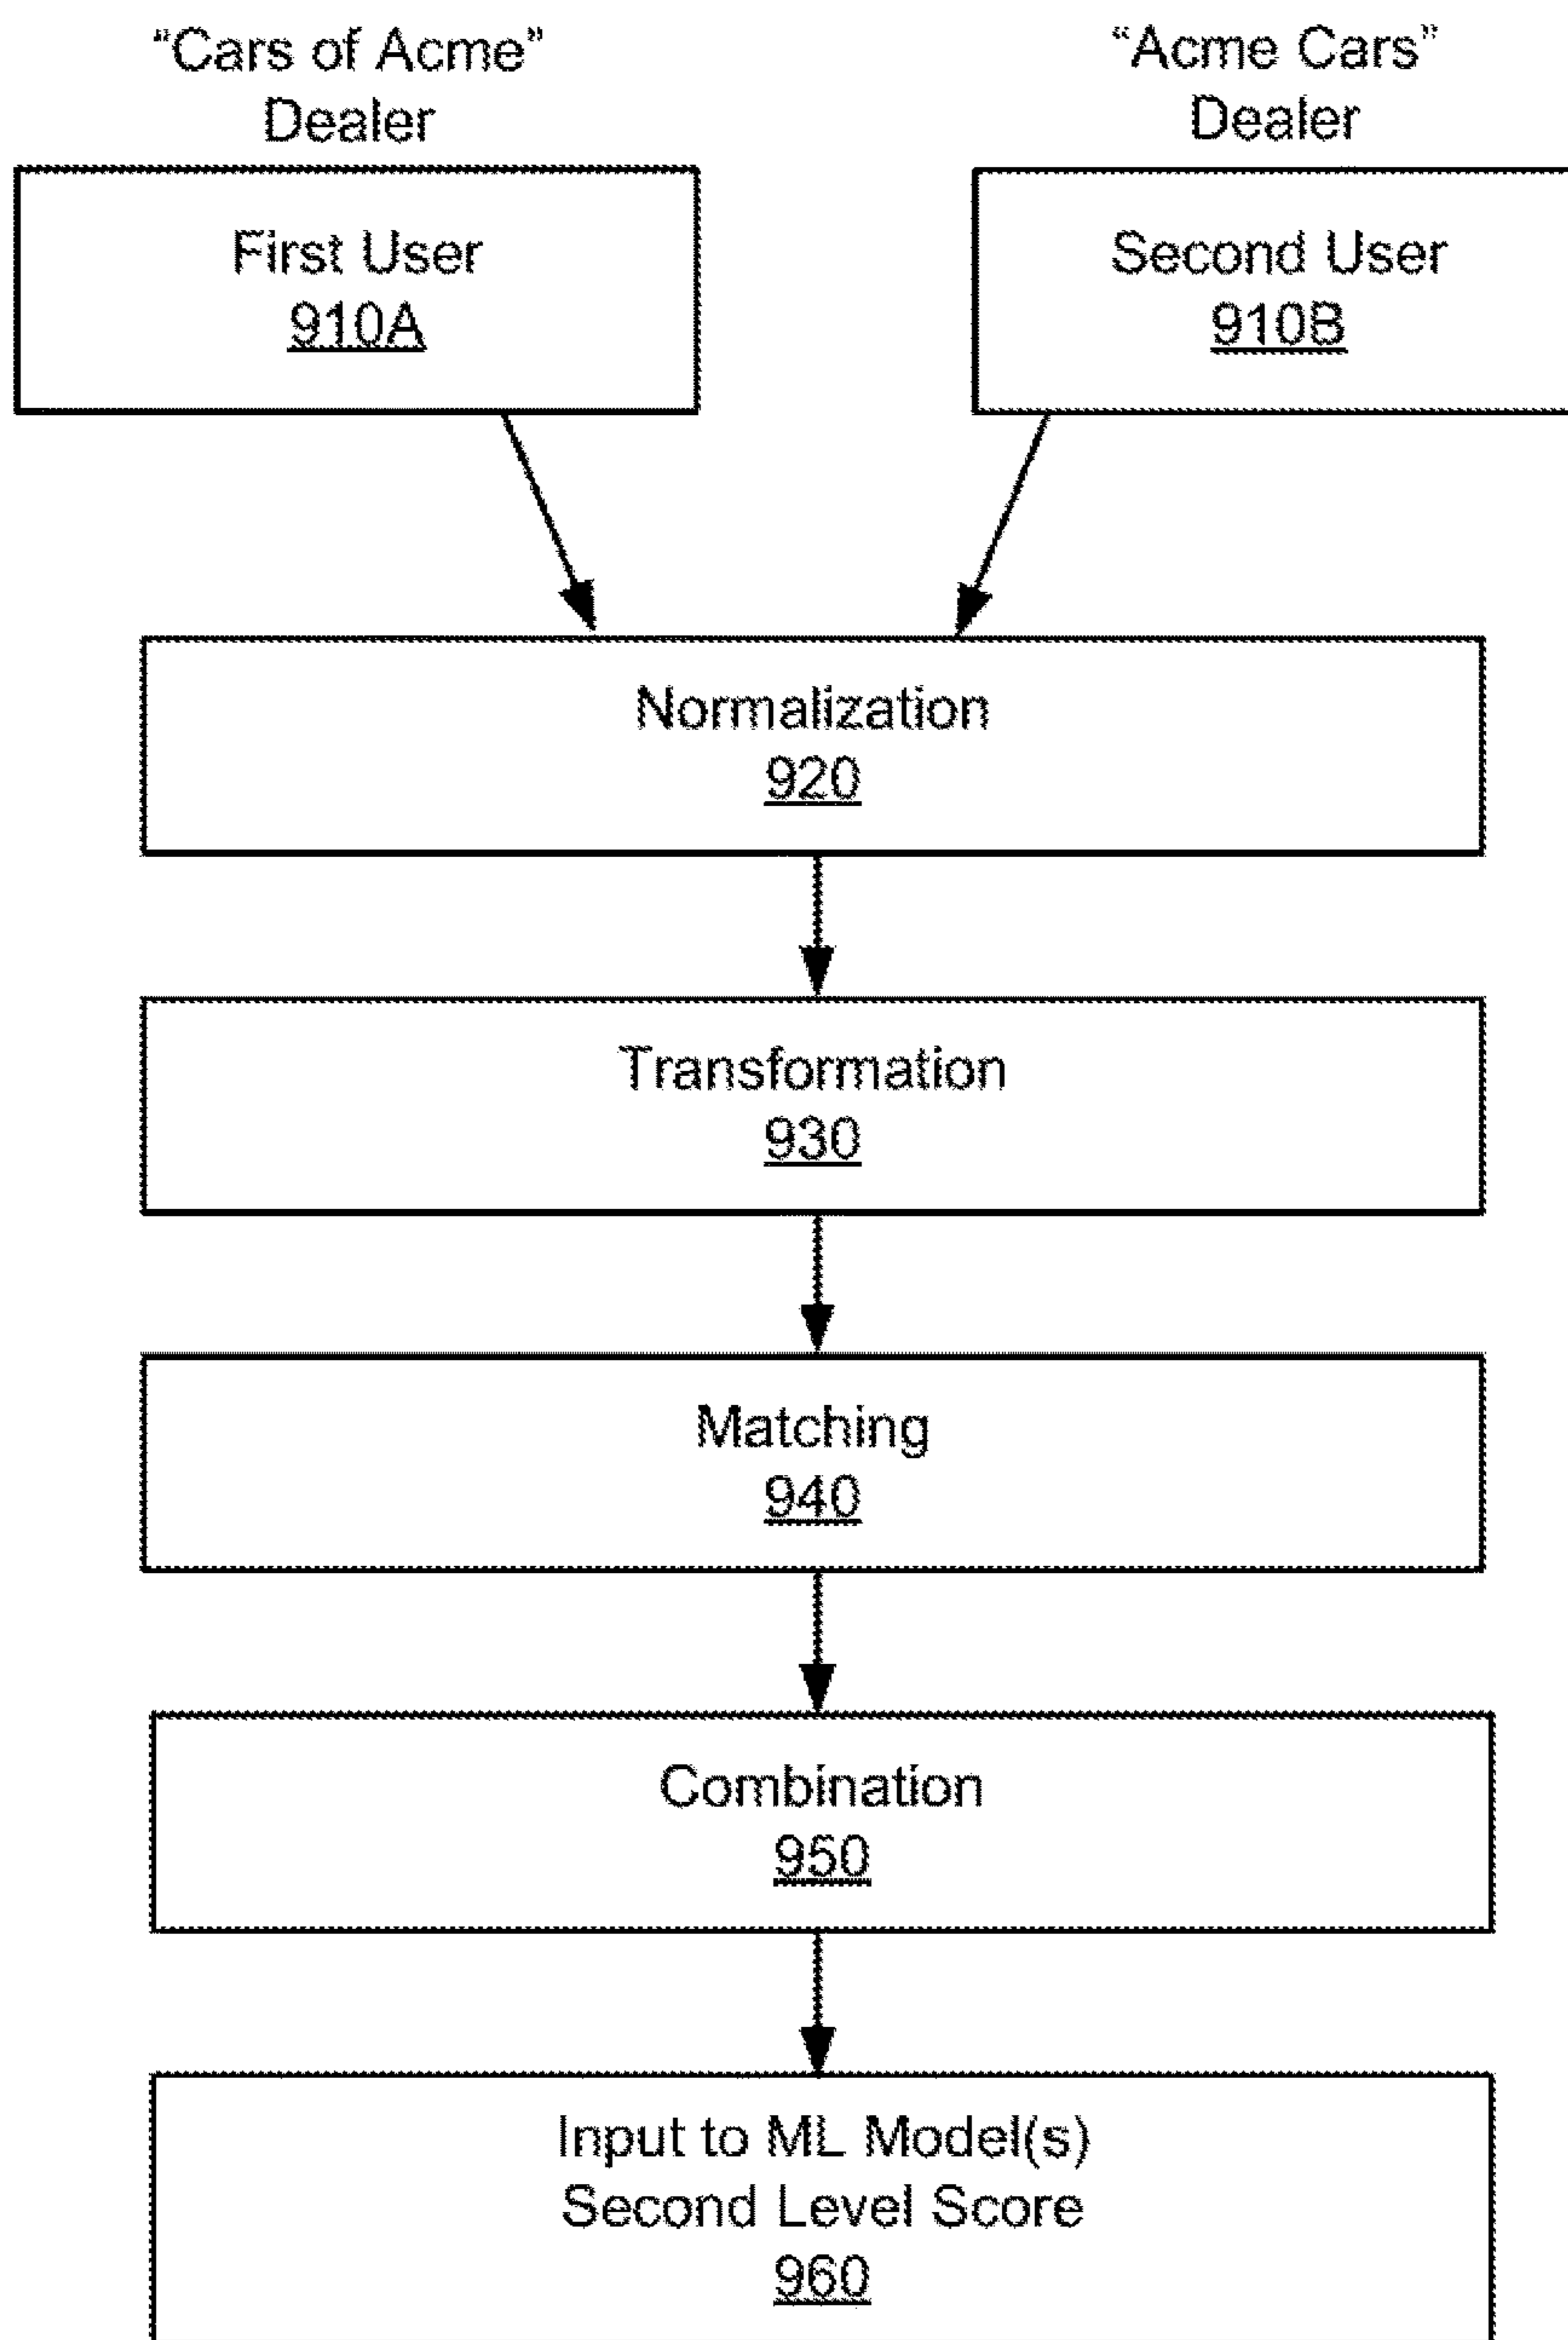 “Cars of Acme”
Dealer
“Acme Cars”
Dealer
First User
910A
Second User
910B
Normalization
920
Transformation
930
Matching
940
Combination
950
Input to ML Model(s)
Second Level Score
960